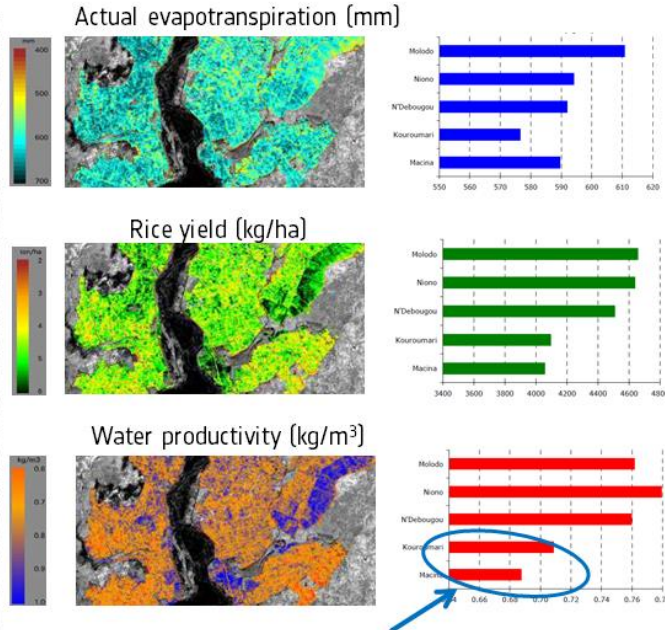 Actual evapotranspiration (mm)
mm
400
500
600
700
Molodo
Niono
N'Debougou
Kouroumari
Macina
550 560 570 580 590 600 610 620
Rice yield (kg/ha)
ton/ha
2
3
4
5
6
Molodo
Niono
N'Debougou
Kouroumari
Macina
3400 3600 3800 4000 4200 4400 4600 480
Water productivity (kg/m³)
kg/m3
0.6
0.7
0.8
0.9
1.0
Molodo
Niono
N'Debougou
Kouroumari
Macina
0.66 0.68 0.70 0.72 0.74 0.76 0.7